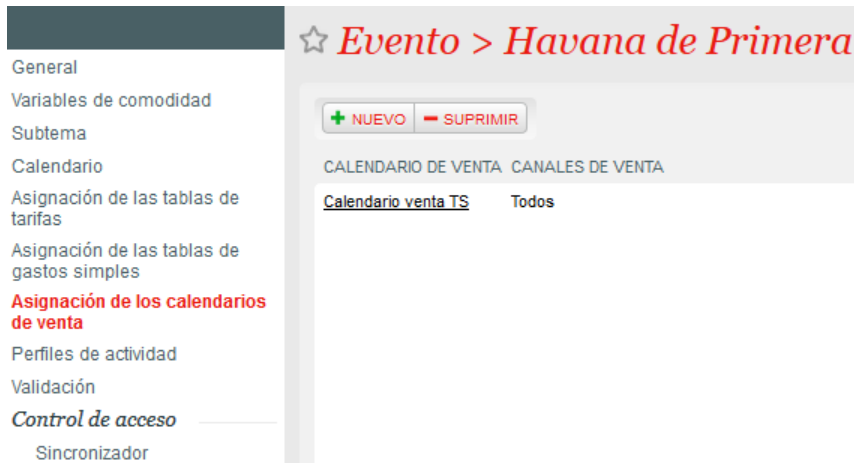 General
Variables de comodidad
Subtema
Calendario
Asignación de las tablas de
tarifas
Asignación de las tablas de
gastos simples
Asignación de los calendarios
de venta
Perfiles de actividad
Validación
Control de acceso
Sincronizador
Evento > Havana de Primera
NUEVO SUPRIMIR
CALENDARIO DE VENTA CANALES DE VENTA
Calendario venta TS Todos